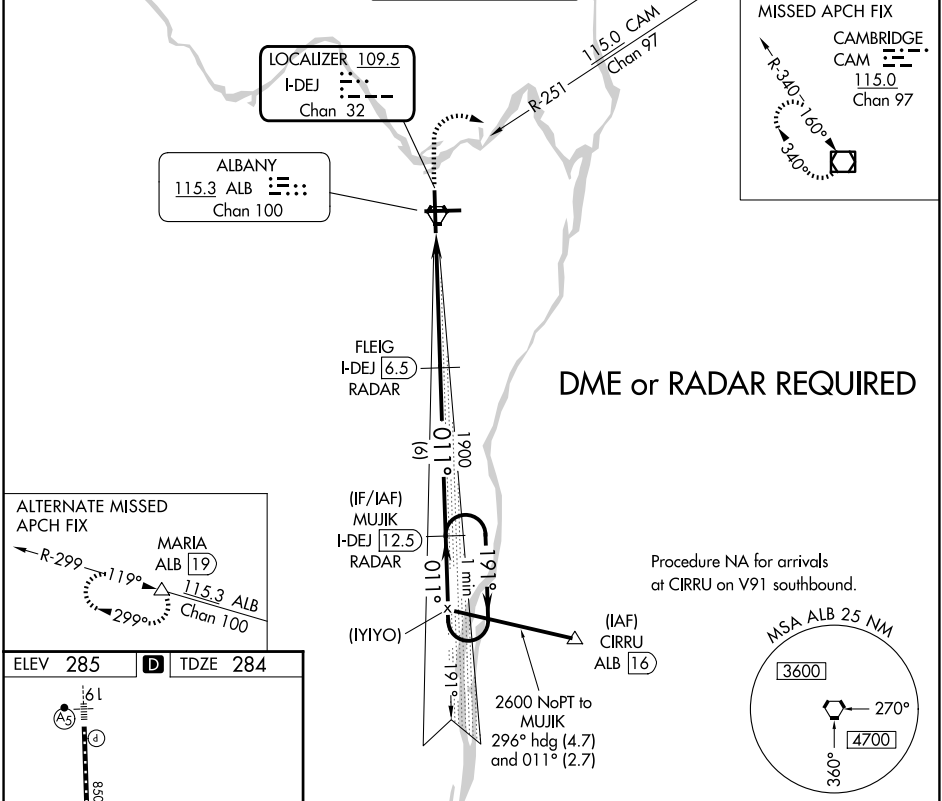 115.0 CAM
Chan 97
R-251
MISSED APCH FIX
CAMBRIDGE
CAM
115.0
Chan 97
R-340
160°
340°
LOCALIZER 109.5
I-DEJ
Chan 32
ALBANY
115.3 ALB
Chan 100
FLEIG
I-DEJ 6.5
RADAR
DME or RADAR REQUIRED
1900
011°
(6)
(IF/IAF)
MUJIK
I-DEJ 12.5
RADAR
011°
1 min
191°
(IYIYO)
X
191°
(IAF)
CIRRU
ALB 16
2600 NoPT to
MUJIK
296° hdg (4.7)
and 011° (2.7)
Procedure NA for arrivals
at CIRRU on V91 southbound.
ALTERNATE MISSED
APCH FIX
R-299
119°
299°
MARIA
ALB 19
115.3 ALB
Chan 100
MSA ALB 25 NM
3600
270°
4700
360°
ELEV 285
D
TDZE 284
19
A5
P
850